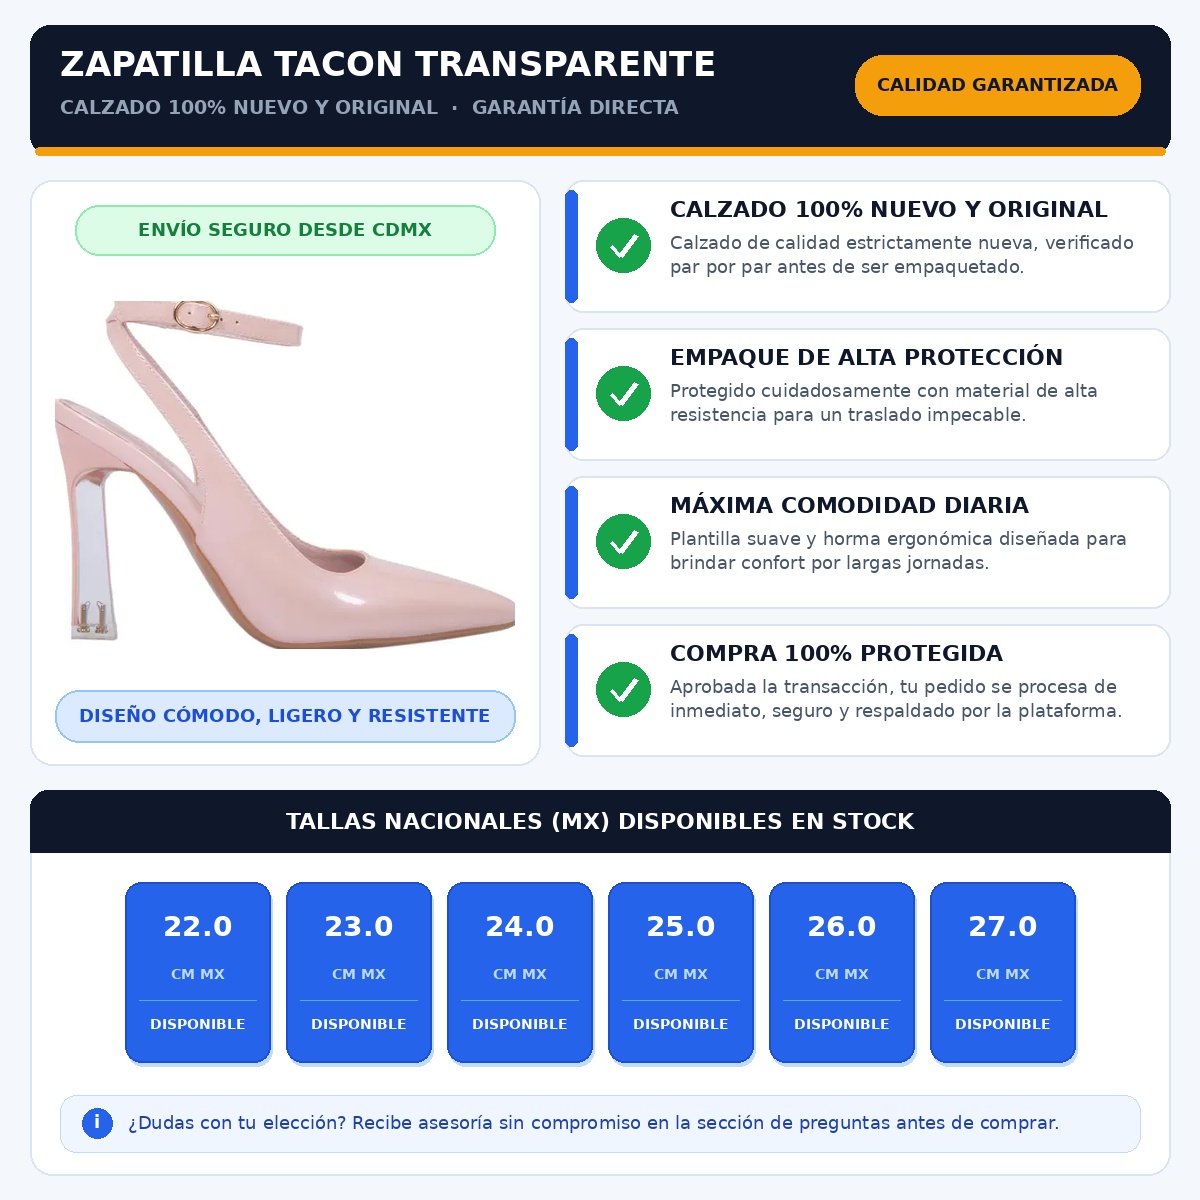 ZAPATILLA TACON TRANSPARENTE
CALZADO 100% NUEVO Y ORIGINAL · GARANTÍA DIRECTA
CALIDAD GARANTIZADA
ENVÍO SEGURO DESDE CDMX
DISEÑO CÓMODO, LIGERO Y RESISTENTE
CALZADO 100% NUEVO Y ORIGINAL
Calzado de calidad estrictamente nueva, verificado
par por par antes de ser empaquetado.
EMPAQUE DE ALTA PROTECCIÓN
Protegido cuidadosamente con material de alta
resistencia para un traslado impecable.
MÁXIMA COMODIDAD DIARIA
Plantilla suave y horma ergonómica diseñada para
brindar confort por largas jornadas.
COMPRA 100% PROTEGIDA
Aprobada la transacción, tu pedido se procesa de
inmediato, seguro y respaldado por la plataforma.
TALLAS NACIONALES (MX) DISPONIBLES EN STOCK
22.0
CM MX
DISPONIBLE
23.0
CM MX
DISPONIBLE
24.0
CM MX
DISPONIBLE
25.0
CM MX
DISPONIBLE
26.0
CM MX
DISPONIBLE
27.0
CM MX
DISPONIBLE
i ¿Dudas con tu elección? Recibe asesoría sin compromiso en la sección de preguntas antes de comprar.